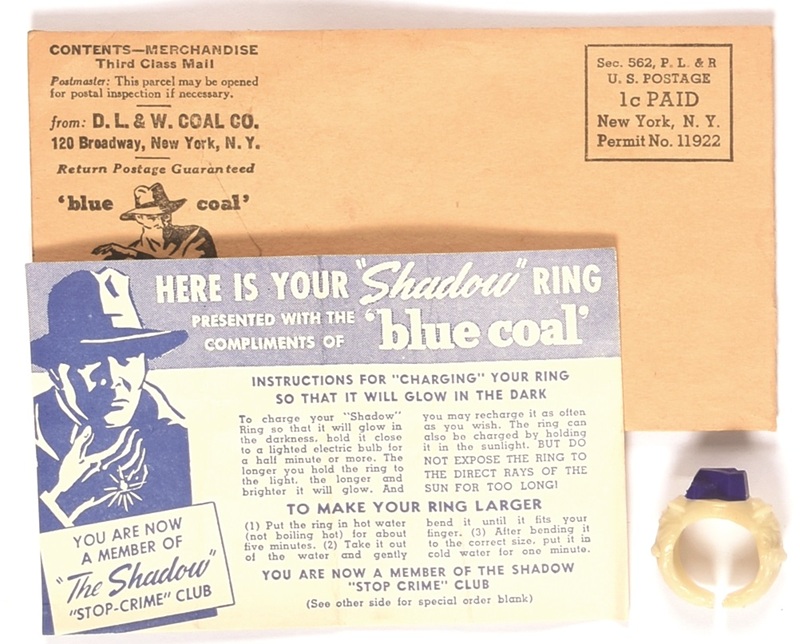 CONTENTS—MERCHANDISE
Third Class Mail
Postmaster: This parcel may be opened
for postal inspection if necessary.
from: D. L. & W. COAL CO.
120 Broadway, New York, N. Y.
Return Postage Guaranteed
'blue coal'
Sec. 562, P. L. & R
U. S. POSTAGE
1c PAID
New York, N. Y.
Permit No. 11922
HERE IS YOUR "Shadow" RING
PRESENTED WITH THE
COMPLIMENTS OF 'blue coal'
INSTRUCTIONS FOR "CHARGING" YOUR RING
SO THAT IT WILL GLOW IN THE DARK
To charge your "Shadow"
Ring so that it will glow in
the darkness, hold it close
to a lighted electric bulb for
a half minute or more. The
longer you hold the ring to
the light, the longer and
brighter it will glow. And
you may recharge it as often
as you wish. The ring can
also be charged by holding
it in the sunlight. BUT DO
NOT EXPOSE THE RING TO
THE DIRECT RAYS OF THE
SUN FOR TOO LONG!
TO MAKE YOUR RING LARGER
(1) Put the ring in hot water
(not boiling hot) for about
five minutes. (2) Take it out
of the water and gently
bend it until it fits your
finger. (3) After bending it
to the correct size, put it in
cold water for one minute.
YOU ARE NOW A MEMBER OF THE SHADOW
"STOP CRIME" CLUB
(See other side for special order blank)
YOU ARE NOW
A MEMBER OF
"The Shadow"
"STOP-CRIME" CLUB